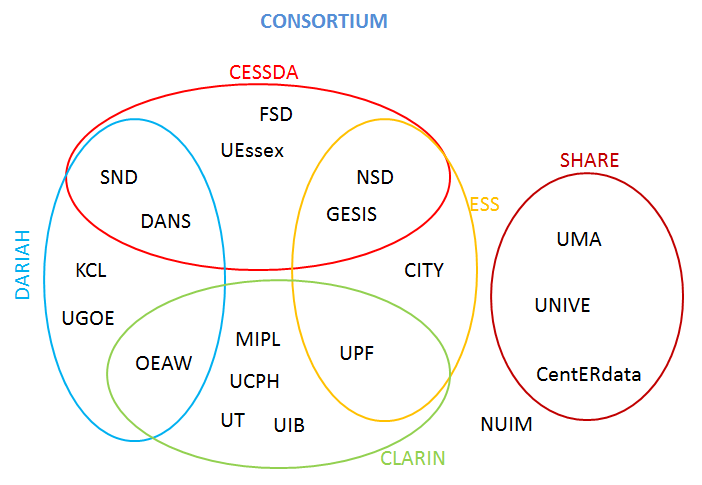 CONSORTIUM
CESSDA
FSD
UEssex
SHARE
SND
NSD
ESS
DANS
GESIS
UMA
DARIAH
KCL
CITY
UNIVE
UGOE
MIPL
OEAW
UPF
UCPH
CentERdata
UT
UIB
NUIM
CLARIN